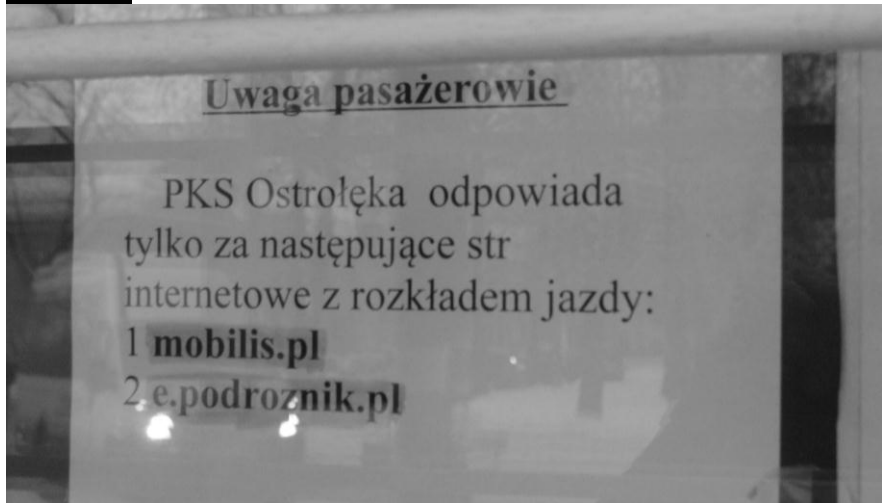 Uwaga pasażerowie
PKS Ostrołęka odpowiada
tylko za następujące str
internetowe z rozkładem jazdy:
1 mobilis.pl
2 e.podroznik.pl